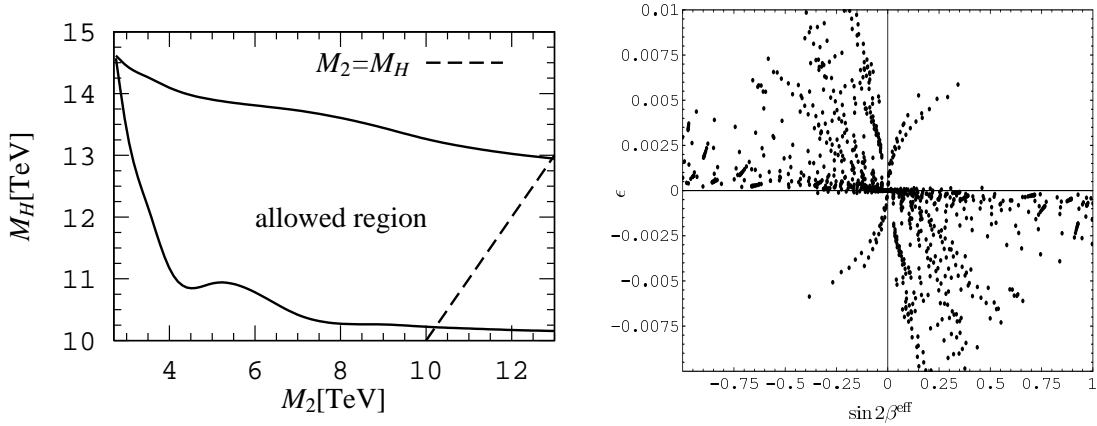 15
14
13
12
11
10
M_H[TeV]
M_2=M_H
allowed region
4 6 8 10 12
M_2[TeV]
0.01
0.0075
0.005
0.0025
0
−0.0025
−0.005
−0.0075
ϵ
−0.75 −0.5 −0.25 0 0.25 0.5 0.75 1
sin 2β^eff